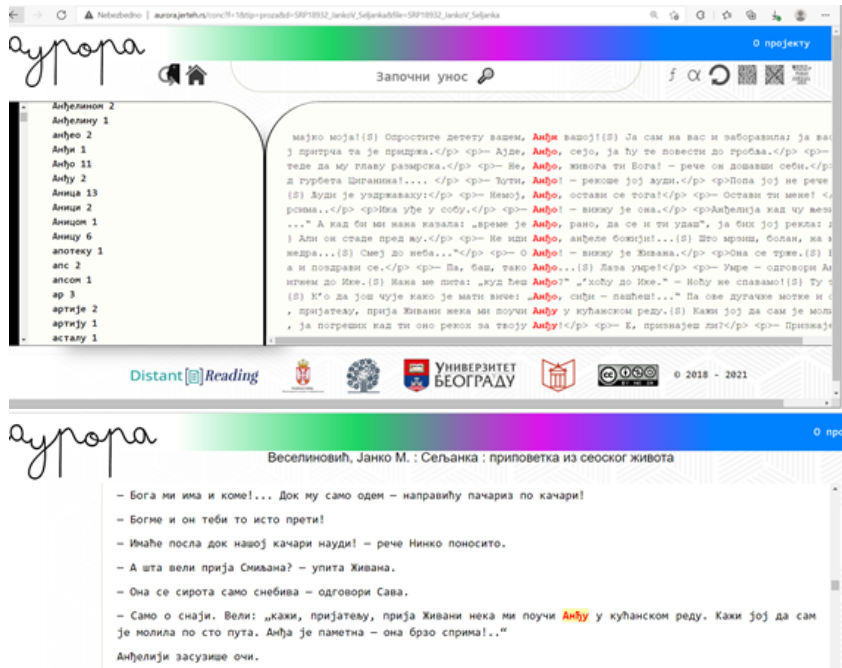 Nebezbedno | aurora.jerteh.rs/conc?f=1&tip=proza&d=SRP18932_JankoV_Seljanka&file=SRP18932_JankoV_Seljanka
аурора
О пројекту
Започни унос
f α
Анђелином 2
Анђелину 1
анђео 2
Анђи 1
Анђо 11
Анђу 2
Аница 13
Аници 2
Аницом 1
Аницу 6
апотеку 1
апс 2
апсом 1
ар 3
артије 2
артију 1
асталу 1
мајко моја!{S} Опростите детету вашем, Анђи вашој!{S} Ја сам на вас и заборавила; ја вас
ј притрча та је придржа.</p> <p>— Ајде, Анђо, сејо, ја ћу те повести до гробља.</p> <p>—
теде да му главу размрска.</p> <p>— Не, Анђо, живога ти Бога! — рече он дошавши себи.</p>
д гурбета Циганина!.... </p> <p>— Ћути, Анђо! — рекоше јој људи.</p> <p>Попа јој не рече
{S} Људи је уздржаваху:</p> <p>— Немој, Анђо, остави се тога!</p> <p>— Остави ти мене! <
рсима..</p> <p>Ика уђе у собу.</p> <p>— Анђо! — викну је она.</p> <p>Анђелија кад чу
..." А кад би ми нана казала: „време је Анђо, рано, да се и ти удаш“, ја бих јој рекла:
} Али он стаде пред њу.</p> <p>— Не иди Анђо, анђеле божији!...{S} Што мрзиш, болан, на
недра...{S} Смеј до неба..."</p> <p>— О Анђо! — викну је Живана.</p> <p>Она се трже.{S}
а и поздрави се.</p> <p>— Па, баш, тако Анђо...{S} Лаза умре!</p> <p>— Умре — одговори
игнем до Ике.{S} Нана ме пита: „куд ћеш Анђо?" „'хоћу до Ике." — Ноћу не спавамо!{S} Ту
{S} К'о да још чује како је мати виче: „Анђо, сиђи — пашћеш!..." Па ове дугачке мотке и
, пријатељу, прија Живани нека ми поучи Анђу у кућанском реду.{S} Кажи јој да сам је
, ја погреших кад ти оно рекох за твоју Анђу!</p> <p>— Е, признајеш ли?</p> <p>— Признаје
Distant[]Reading
Универзитет
БЕОГРАДУ
cc
BY NC ND
© 2018 - 2021
аурора
О про
Веселиновић, Јанко М. : Сељанка : приповетка из сеоског живота
— Бога ми има и коме!... Док му само одем — направићу пачариз по качари!
— Богме и он теби то исто прети!
— Имаће посла док нашој качари науди! — рече Нинко поносито.
— А шта вели прија Смиљана? — упита Живана.
— Она се сирота само снебива — одговори Сава.
— Само о снаји. Вели: „кажи, пријатељу, прија Живани нека ми поучи Анђу у кућанском реду. Кажи јој да сам
је молила по сто пута. Анђа је паметна — она брзо сприма!..“
Анђелији засузише очи.